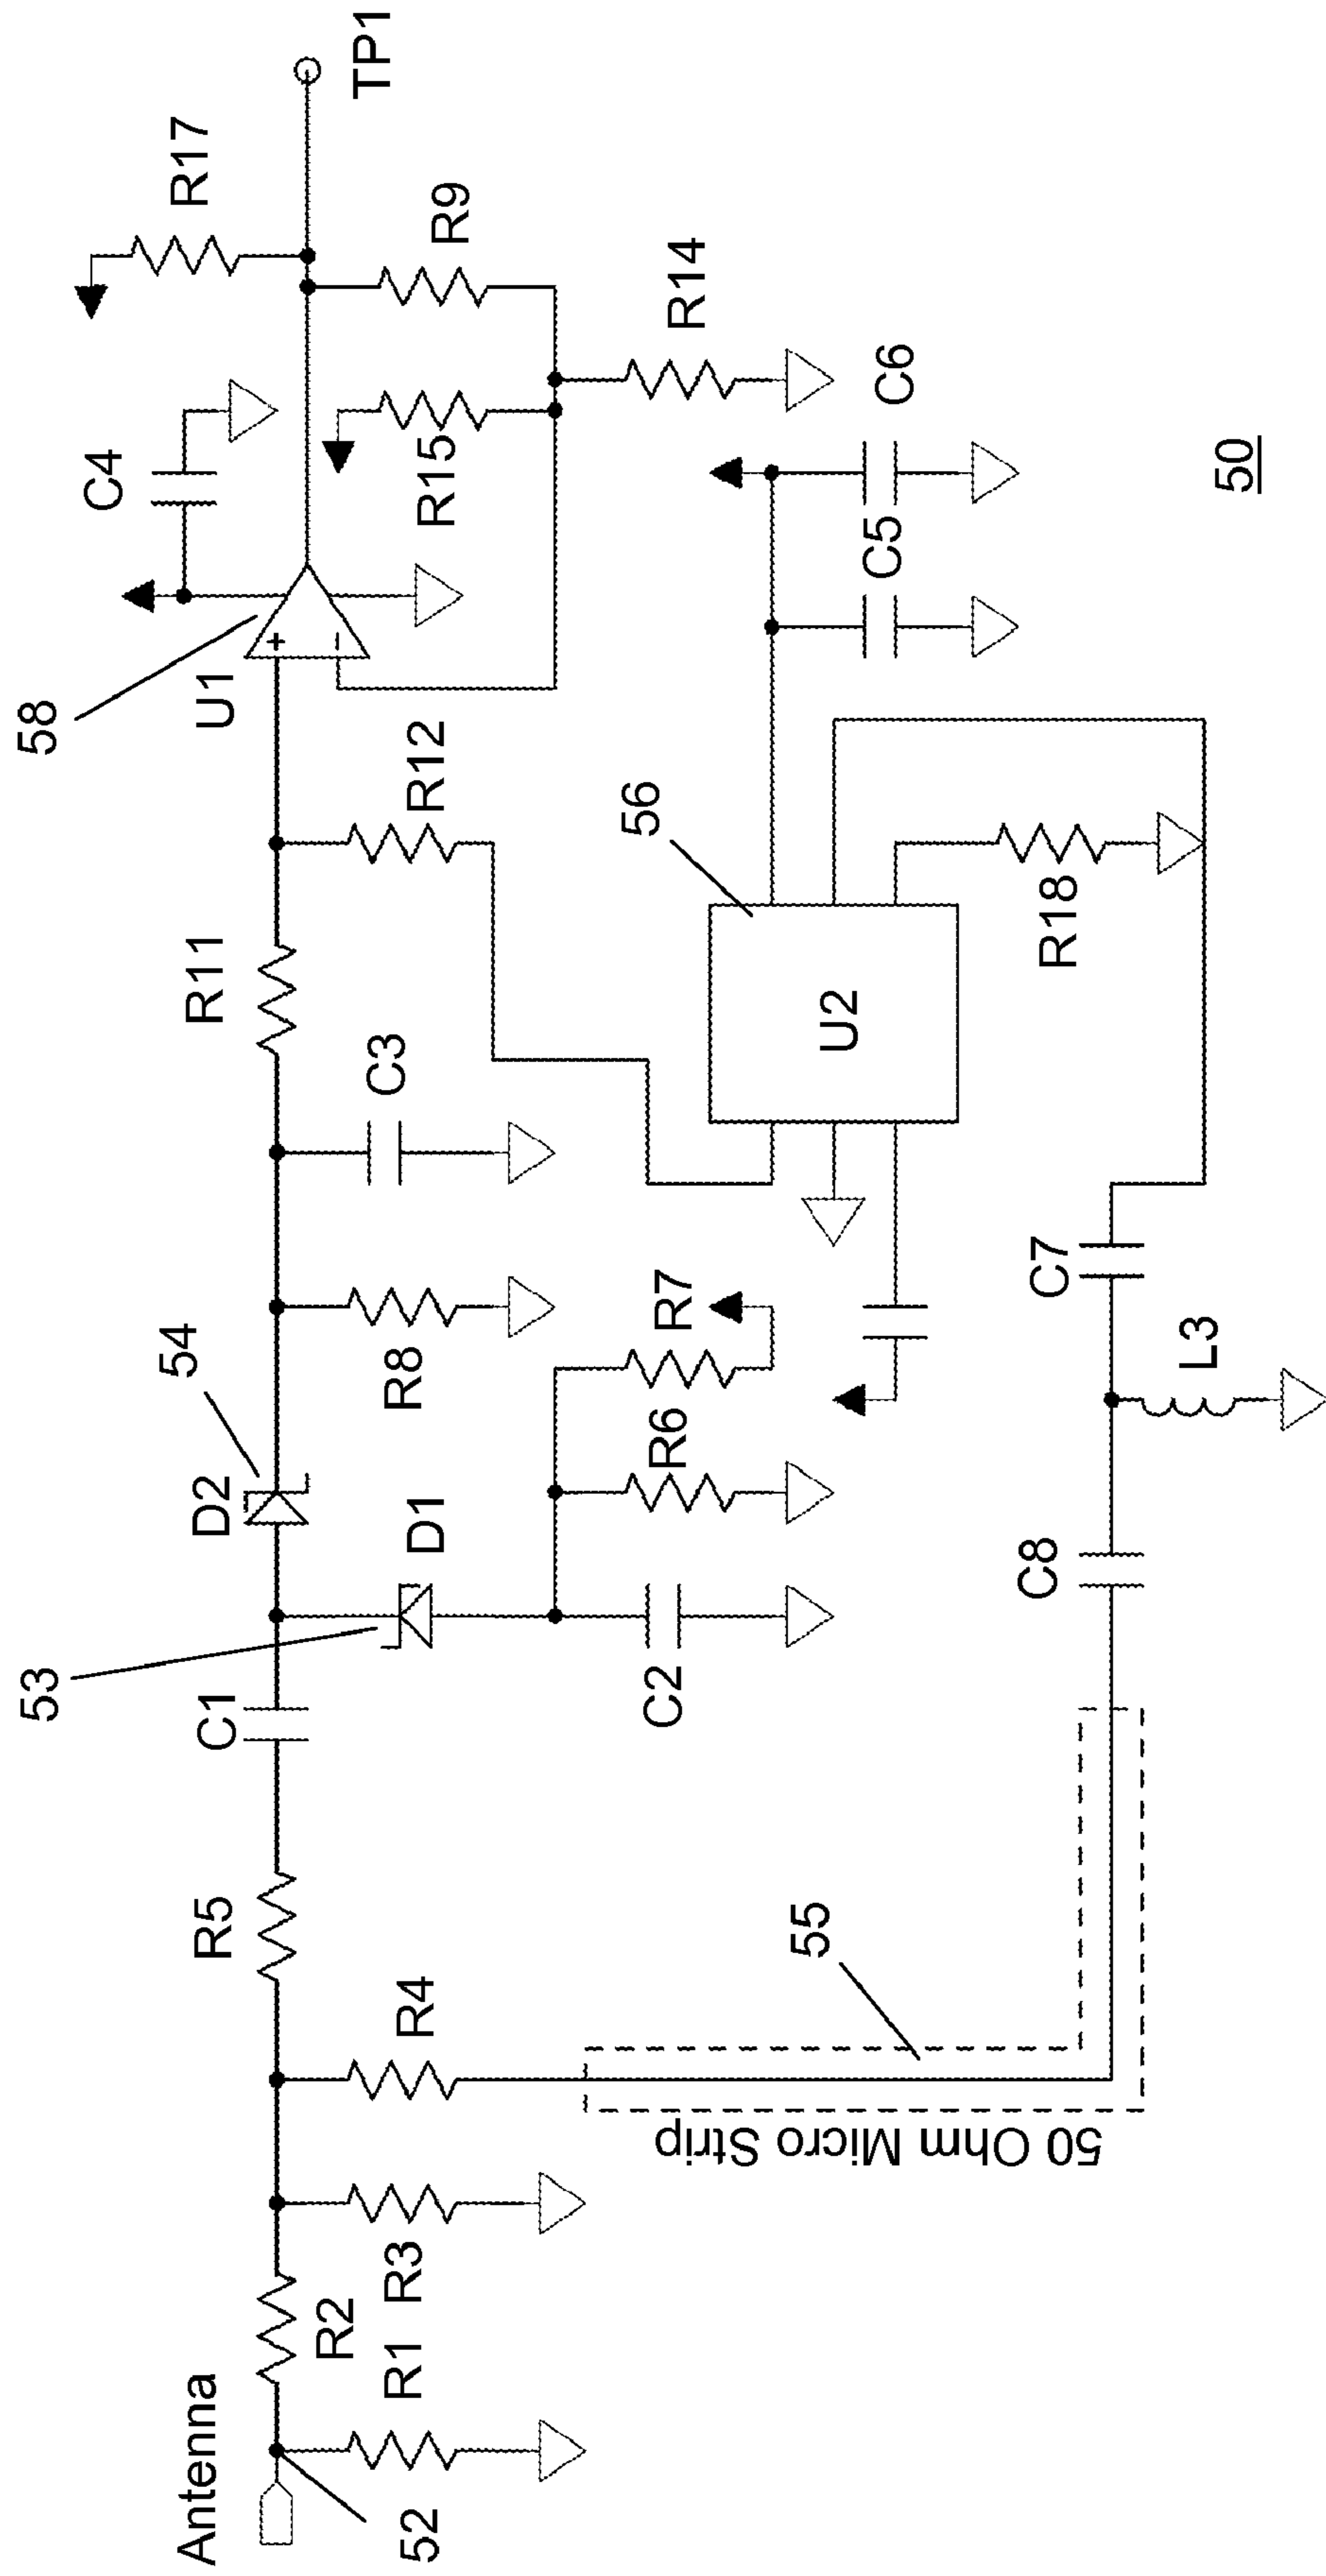 Antenna
52
R1
R2
R3
R4
50 Ohm Micro Strip
55
R5
C1
53
D1
D2
54
C2
R6
R7
R8
C3
R11
R12
58
U1
C4
R17
TP1
R9
R15
R14
C6
C5
56
U2
R18
C7
L3
C8
50